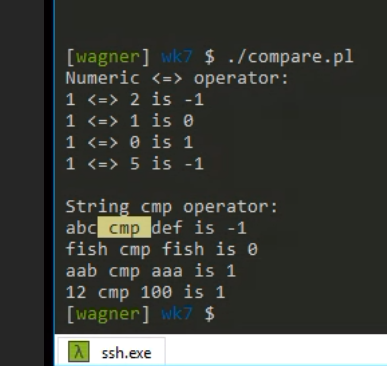 [wagner] wk7 $ ./compare.pl
Numeric <=> operator:
1 <=> 2 is -1
1 <=> 1 is 0
1 <=> 0 is 1
1 <=> 5 is -1
String cmp operator:
abc cmp def is -1
fish cmp fish is 0
aab cmp aaa is 1
12 cmp 100 is 1
[wagner] wk7 $
λ ssh.exe